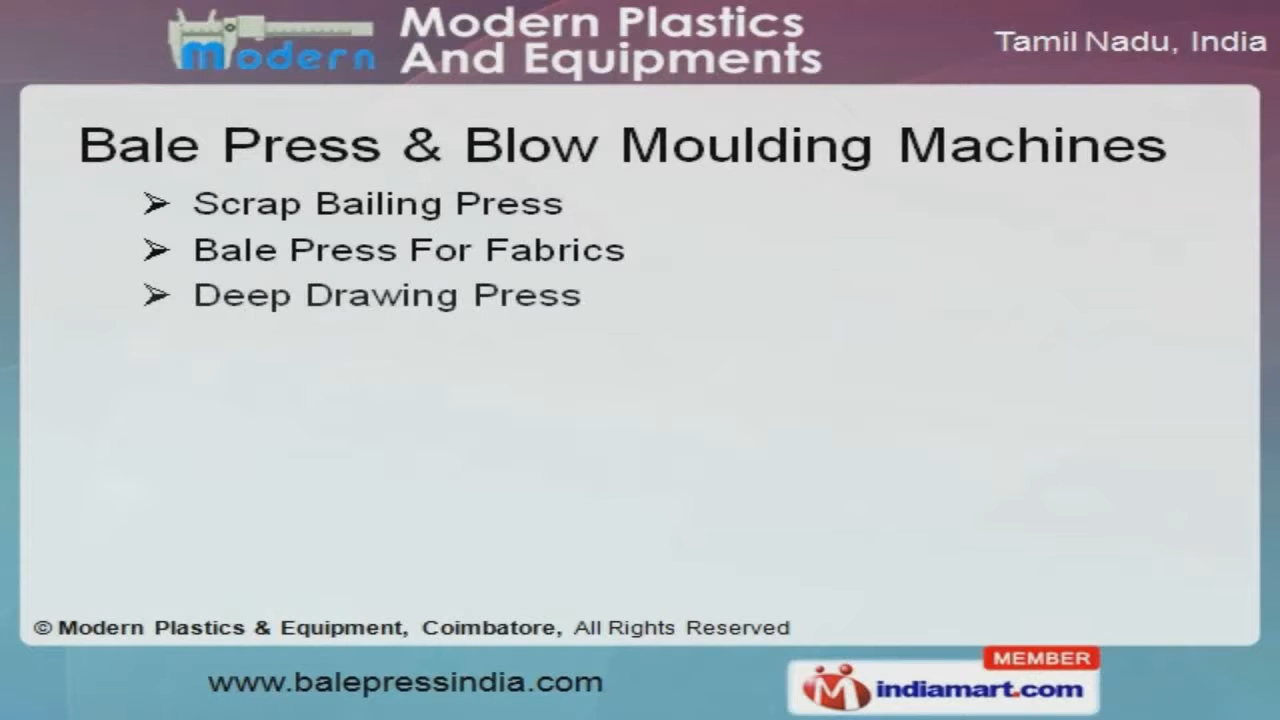 Modern
Modern Plastics
And Equipments
Tamil Nadu, India
Bale Press & Blow Moulding Machines
➢ Scrap Bailing Press
➢ Bale Press For Fabrics
➢ Deep Drawing Press
© Modern Plastics & Equipment, Coimbatore, All Rights Reserved
www.balepressindia.com
MEMBER
indiamart.com